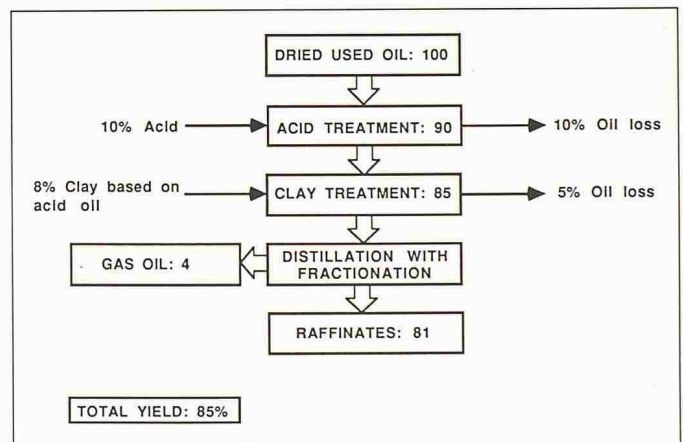 DRIED USED OIL: 100
10% Acid
ACID TREATMENT: 90
10% Oil loss
8% Clay based on
acid oil
CLAY TREATMENT: 85
5% Oil loss
GAS OIL: 4
DISTILLATION WITH
FRACTIONATION
RAFFINATES: 81
TOTAL YIELD: 85%